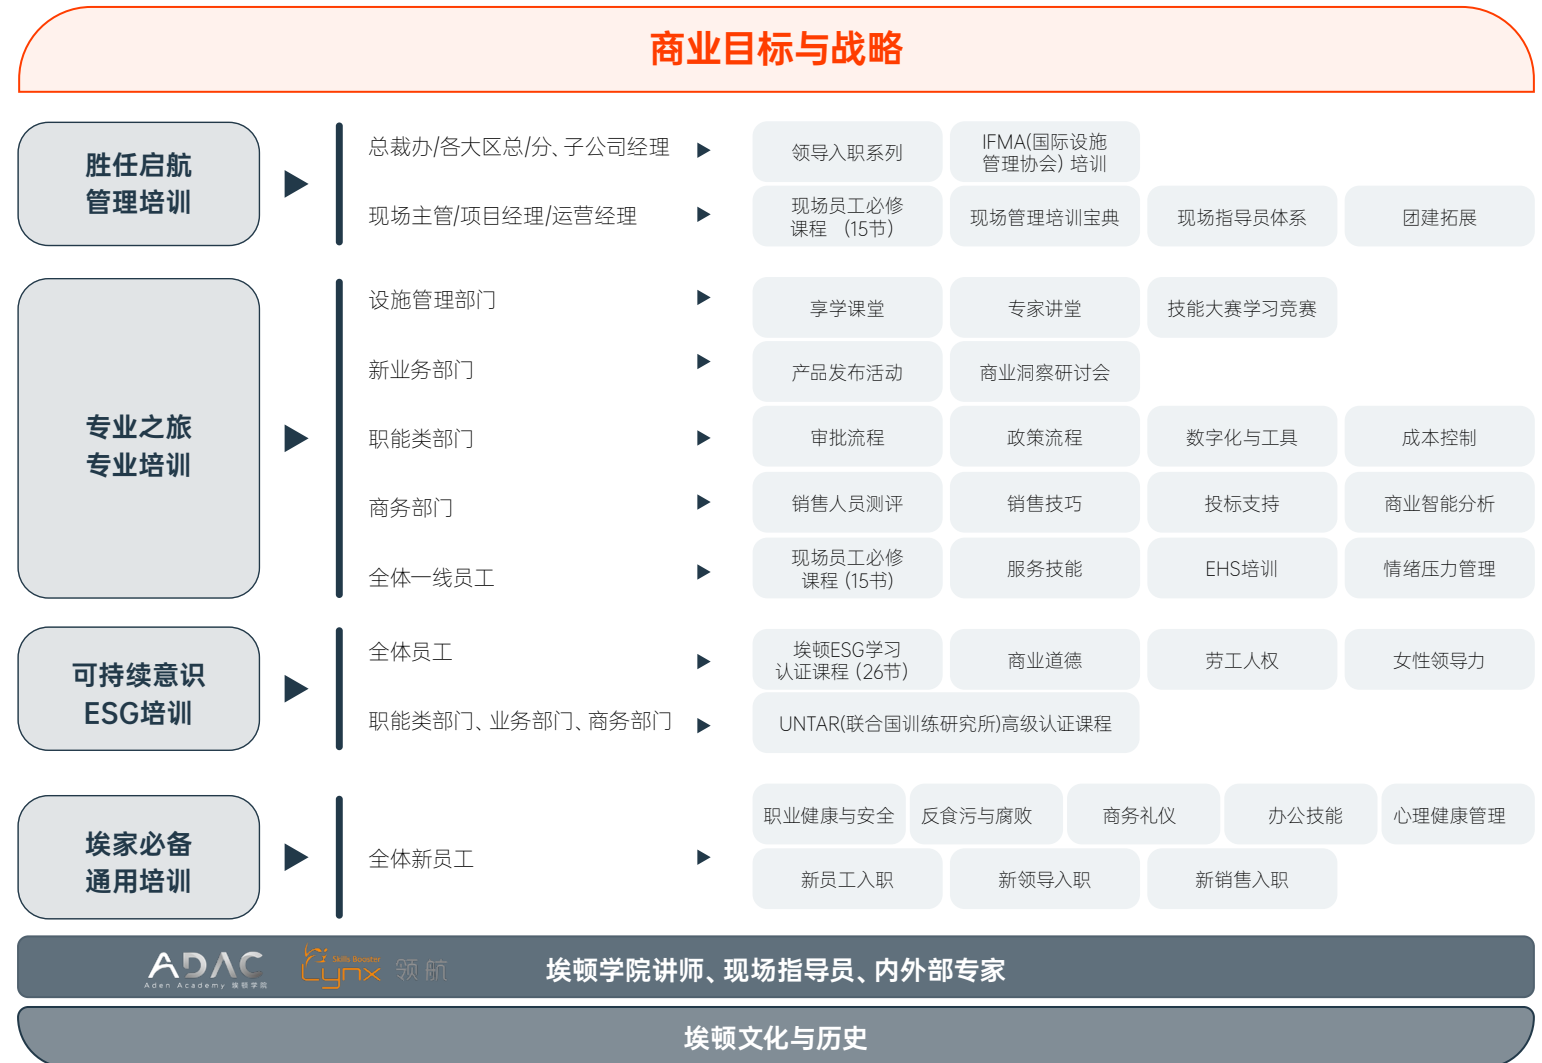 商业目标与战略
胜任启航
管理培训
总裁办/各大区总/分、子公司经理
领导入职系列
IFMA(国际设施
管理协会) 培训
现场主管/项目经理/运营经理
现场员工必修
课程 （15节）
现场管理培训宝典
现场指导员体系
团建拓展
专业之旅
专业培训
设施管理部门
享学课堂
专家讲堂
技能大赛学习竞赛
新业务部门
产品发布活动
商业洞察研讨会
职能类部门
审批流程
政策流程
数字化与工具
成本控制
商务部门
销售人员测评
销售技巧
投标支持
商业智能分析
全体一线员工
现场员工必修
课程 (15书)
服务技能
EHS培训
情绪压力管理
可持续意识
ESG培训
全体员工
埃顿ESG学习
认证课程 (26节)
商业道德
劳工人权
女性领导力
职能类部门、业务部门、商务部门
UNTAR(联合国训练研究所)高级认证课程
埃家必备
通用培训
全体新员工
职业健康与安全
反食污与腐败
商务礼仪
办公技能
心理健康管理
新员工入职
新领导入职
新销售入职
ADAC
Aden Academy 埃顿学院
Skills Booster
Lynx
领航
埃顿学院讲师、现场指导员、内外部专家
埃顿文化与历史